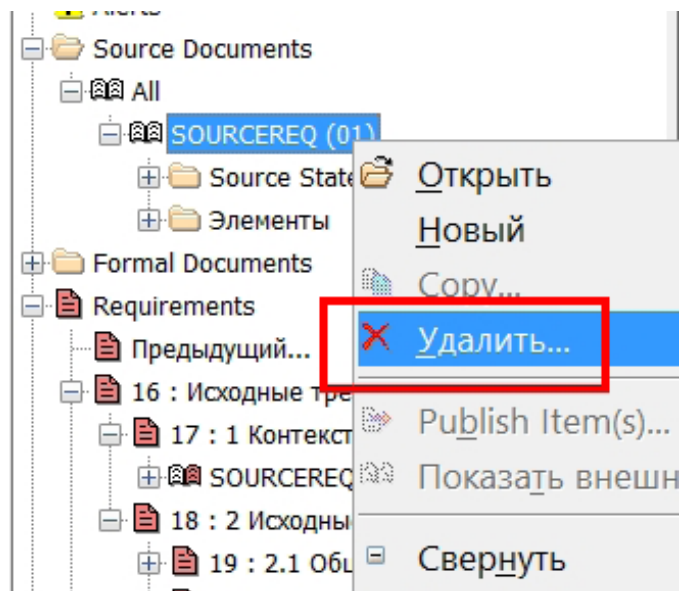 Alerts
Source Documents
All
SOURCEREQ (01)
Source State
Элементы
Formal Documents
Requirements
Предыдущий...
16 : Исходные тре
17 : 1 Контекст
SOURCEREQ
18 : 2 Исходны
19 : 2.1 Общ
Открыть
Новый
Copy...
Удалить...
Publish Item(s)...
Показать внешн
Свернуть